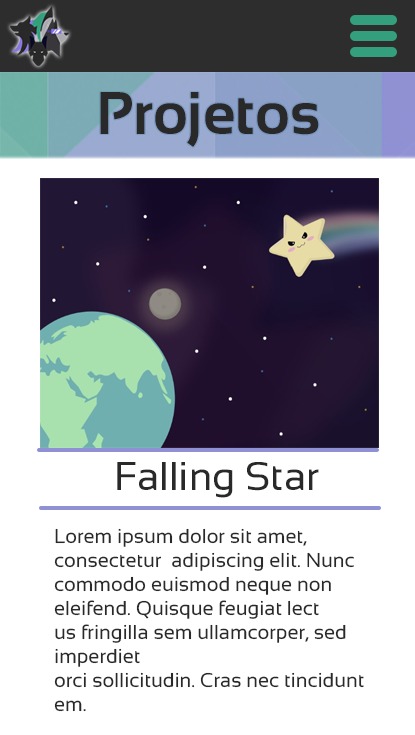 Projetos
Falling Star
Lorem ipsum dolor sit amet,
consectetur  adipiscing elit. Nunc
commodo euismod neque non
eleifend. Quisque feugiat lect
us fringilla sem ullamcorper, sed
imperdiet
orci sollicitudin. Cras nec tincidunt
em.